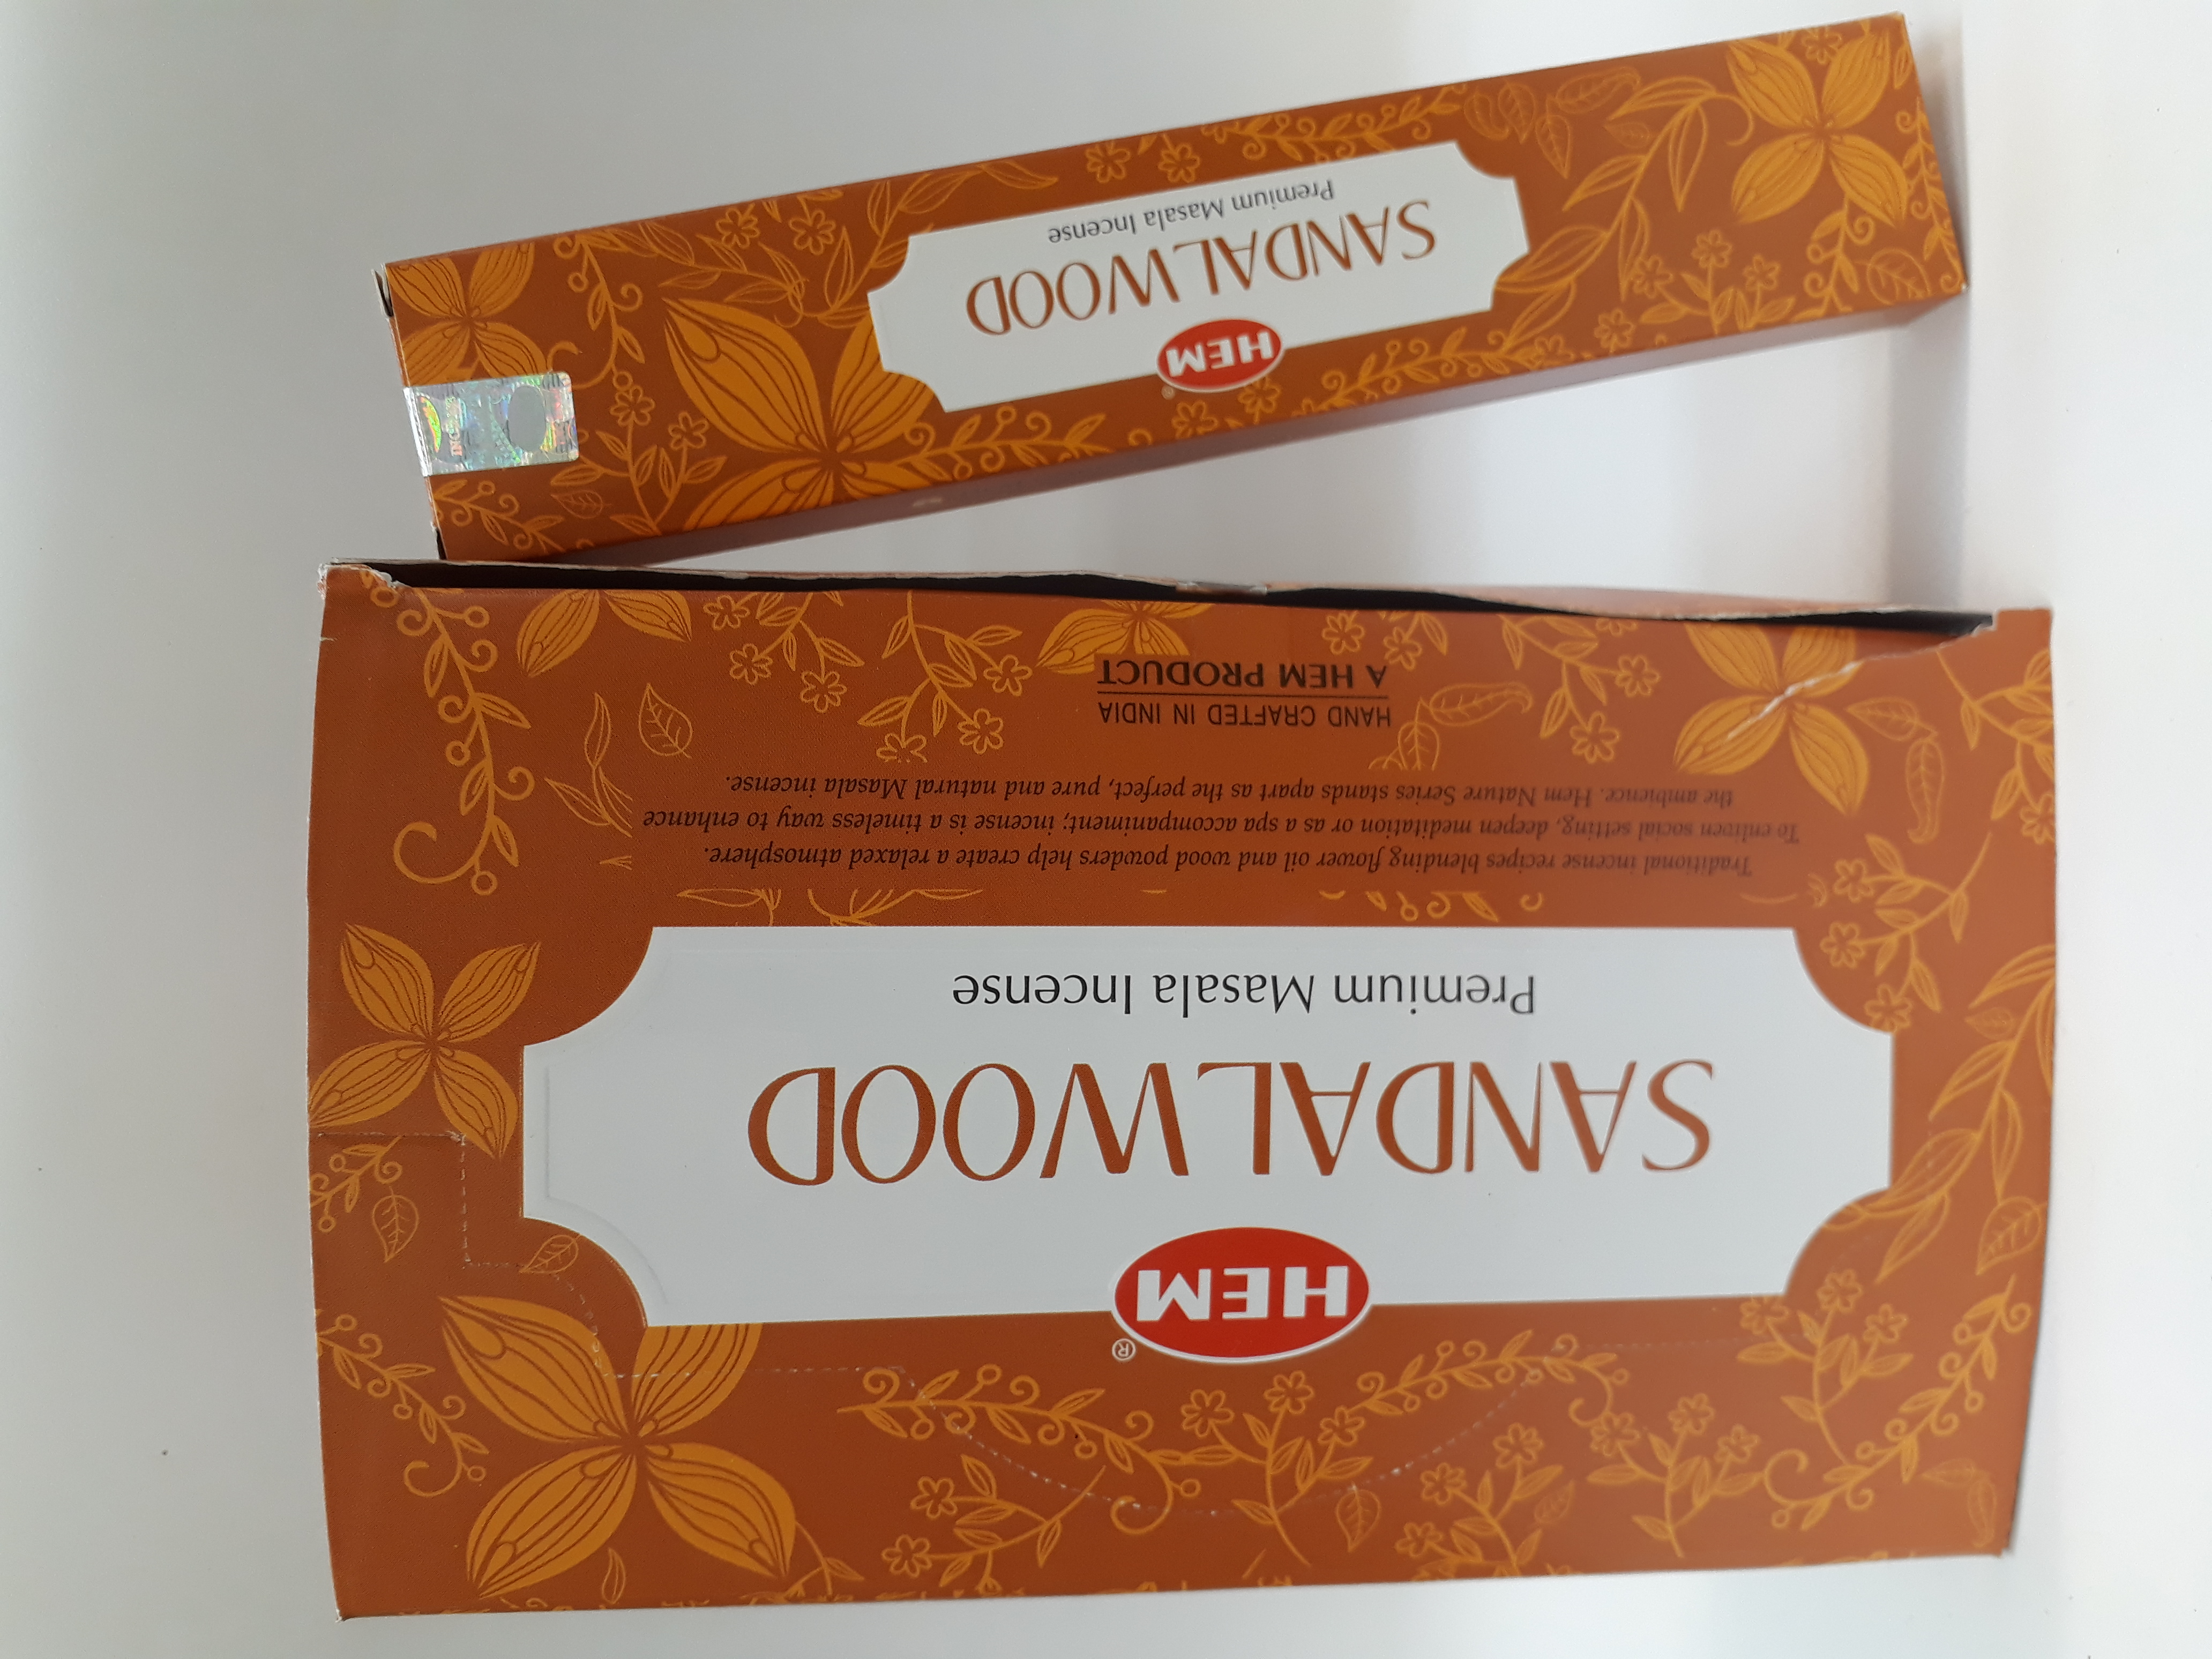 HEM®
SANDALWOOD
Premium Masala Incense
Traditional incense recipes blending flower oil and wood powders help create a relaxed atmosphere.
To enliven social setting, deepen meditation or as a spa accompaniment; incense is a timeless way to enhance
the ambience. Hem Nature Series stands apart as the perfect, pure and natural Masala incense.
HAND CRAFTED IN INDIA
A HEM PRODUCT
HEM
SANDALWOOD
Premium Masala Incense